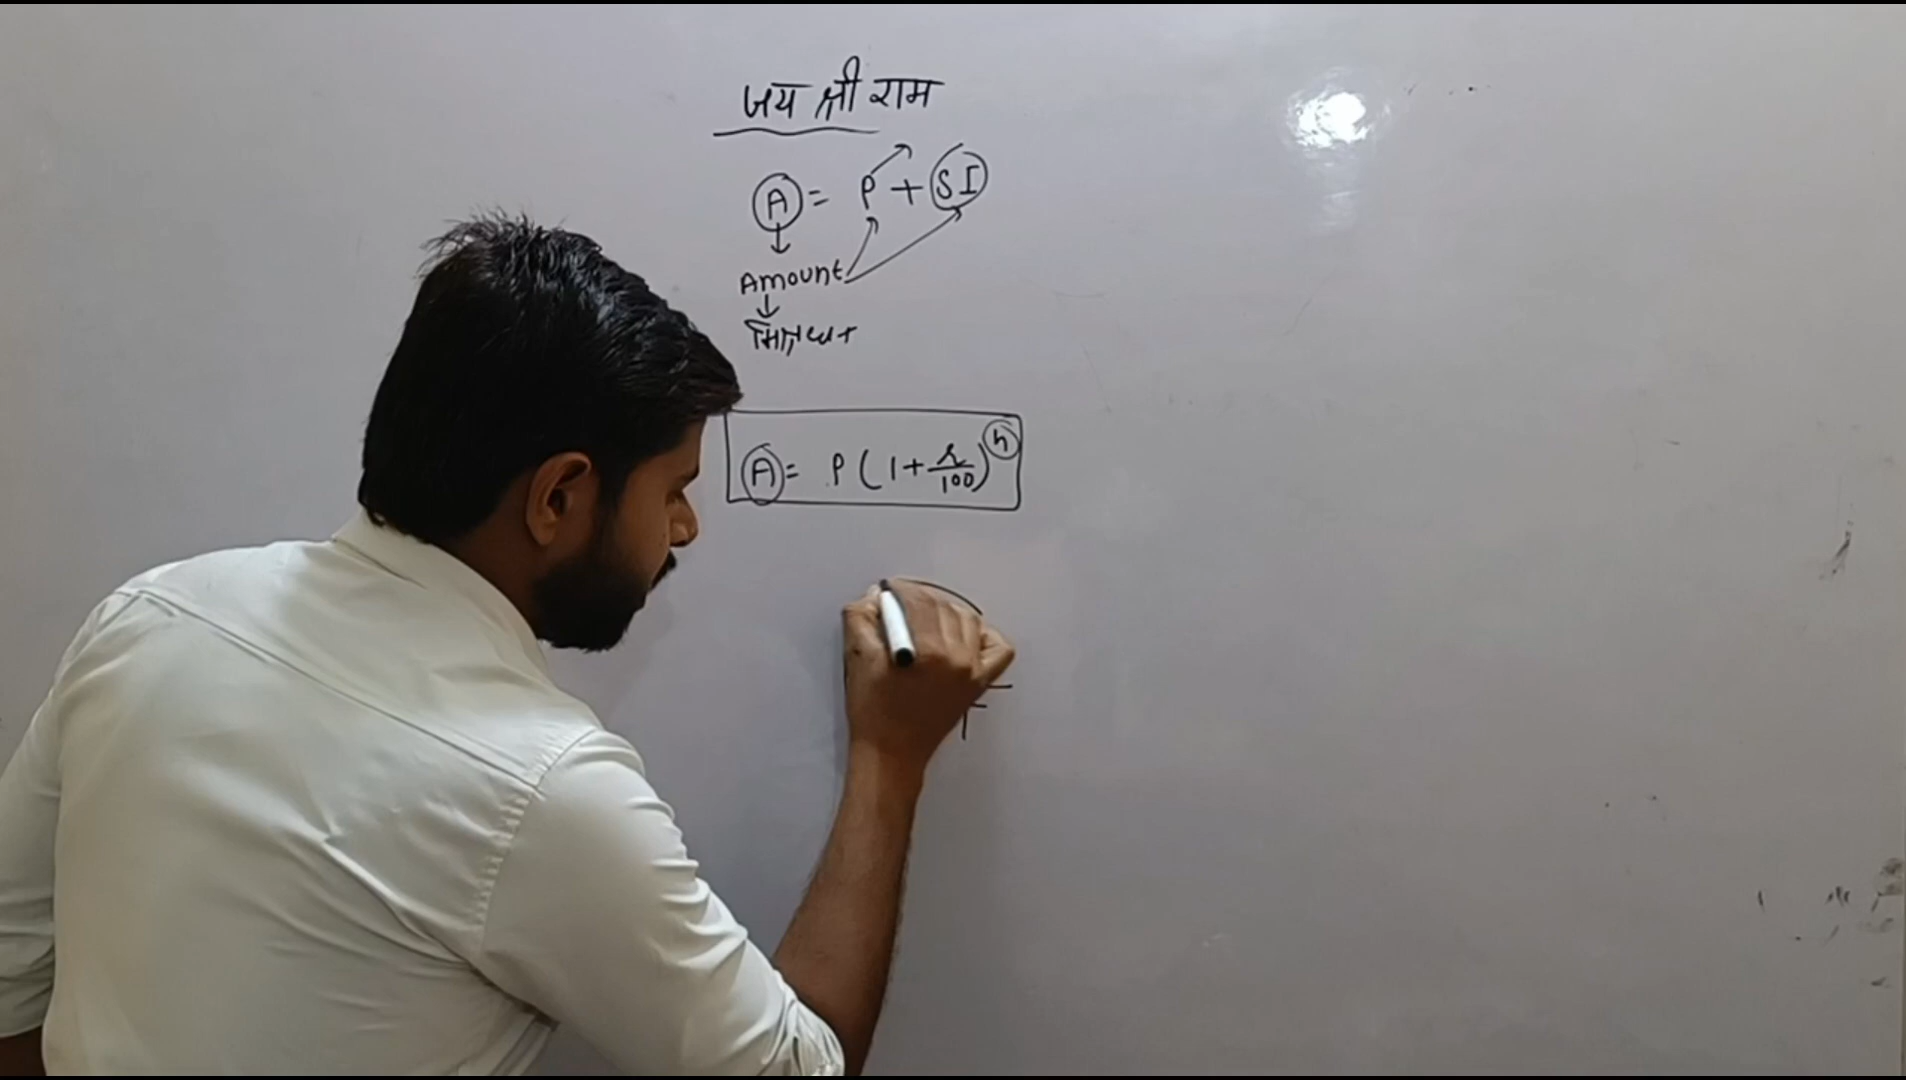 जय श्री राम
A = P + SI
Amount
मिश्रधन
A = P ( 1 + r/100 )^n